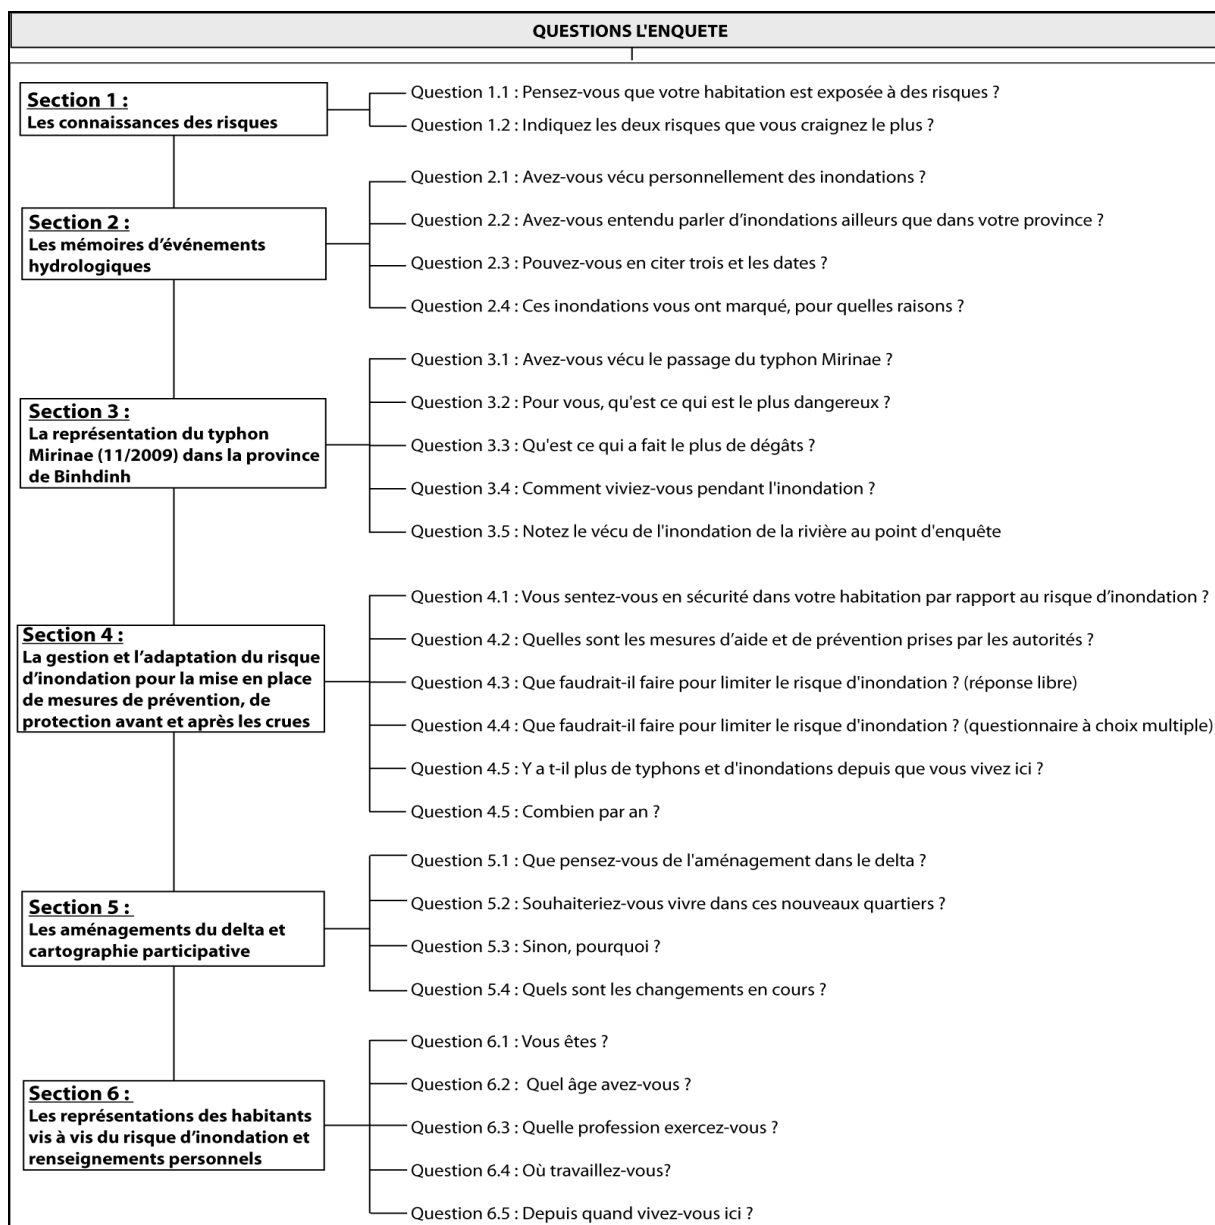 QUESTIONS L'ENQUETE
Section 1 :
Les connaissances des risques
Question 1.1 : Pensez-vous que votre habitation est exposée à des risques ?
Question 1.2 : Indiquez les deux risques que vous craignez le plus ?
Section 2 :
Les mémoires d’événements
hydrologiques
Question 2.1 : Avez-vous vécu personnellement des inondations ?
Question 2.2 : Avez-vous entendu parler d’inondations ailleurs que dans votre province ?
Question 2.3 : Pouvez-vous en citer trois et les dates ?
Question 2.4 : Ces inondations vous ont marqué, pour quelles raisons ?
Section 3 :
La représentation du typhon
Mirinae (11/2009) dans la province
de Binhdinh
Question 3.1 : Avez-vous vécu le passage du typhon Mirinae ?
Question 3.2 : Pour vous, qu'est ce qui est le plus dangereux ?
Question 3.3 : Qu'est ce qui a fait le plus de dégâts ?
Question 3.4 : Comment viviez-vous pendant l'inondation ?
Question 3.5 : Notez le vécu de l'inondation de la rivière au point d'enquête
Section 4 :
La gestion et l’adaptation du risque
d’inondation pour la mise en place
de mesures de prévention, de
protection avant et après les crues
Question 4.1 : Vous sentez-vous en sécurité dans votre habitation par rapport au risque d’inondation ?
Question 4.2 : Quelles sont les mesures d’aide et de prévention prises par les autorités ?
Question 4.3 : Que faudrait-il faire pour limiter le risque d'inondation ? (réponse libre)
Question 4.4 : Que faudrait-il faire pour limiter le risque d'inondation ? (questionnaire à choix multiple)
Question 4.5 : Y a t-il plus de typhons et d'inondations depuis que vous vivez ici ?
Question 4.5 : Combien par an ?
Section 5 :
Les aménagements du delta et
cartographie participative
Question 5.1 : Que pensez-vous de l'aménagement dans le delta ?
Question 5.2 : Souhaiteriez-vous vivre dans ces nouveaux quartiers ?
Question 5.3 : Sinon, pourquoi ?
Question 5.4 : Quels sont les changements en cours ?
Section 6 :
Les représentations des habitants
vis à vis du risque d’inondation et
renseignements personnels
Question 6.1 : Vous êtes ?
Question 6.2 : Quel âge avez-vous ?
Question 6.3 : Quelle profession exercez-vous ?
Question 6.4 : Où travaillez-vous?
Question 6.5 : Depuis quand vivez-vous ici ?